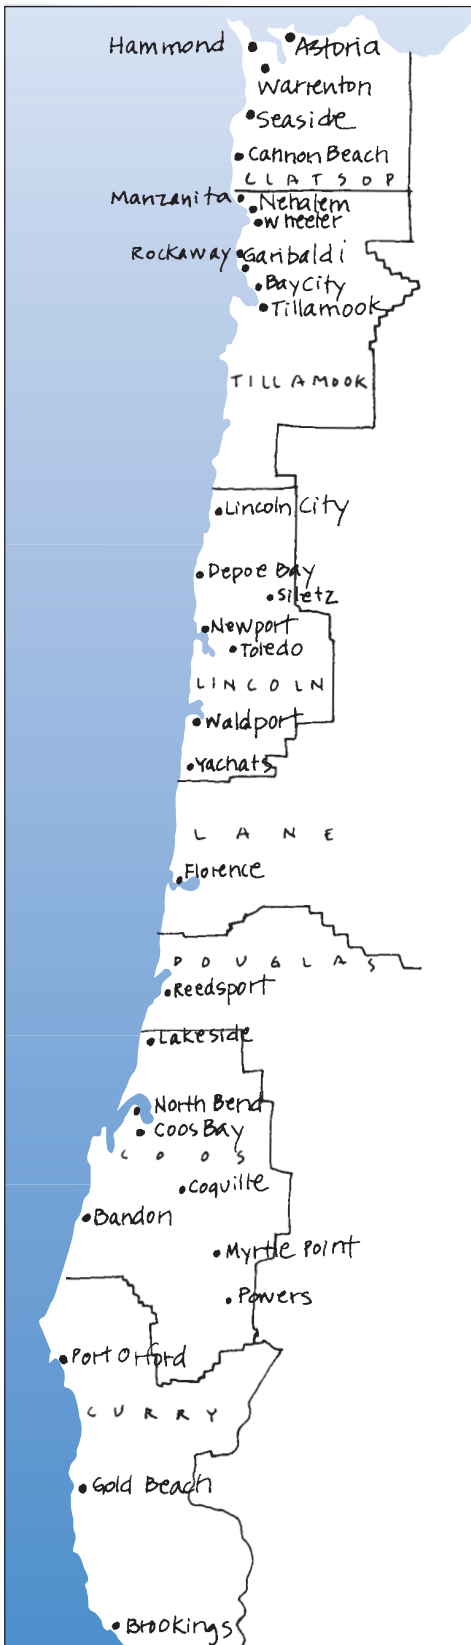 Hammond
Astoria
Warrenton
Seaside
Cannon Beach
CLATSOP
Manzanita
Nehalem
Wheeler
Rockaway
Garibaldi
Bay City
Tillamook
TILLAMOOK
Lincoln City
Depoe Bay
Siletz
Newport
Toledo
LINCOLN
Waldport
Yachats
LANE
Florence
DOUGLAS
Reedsport
Lakeside
North Bend
Coos Bay
COOS
Coquille
Bandon
Myrtle Point
Powers
Port Orford
CURRY
Gold Beach
Brookings